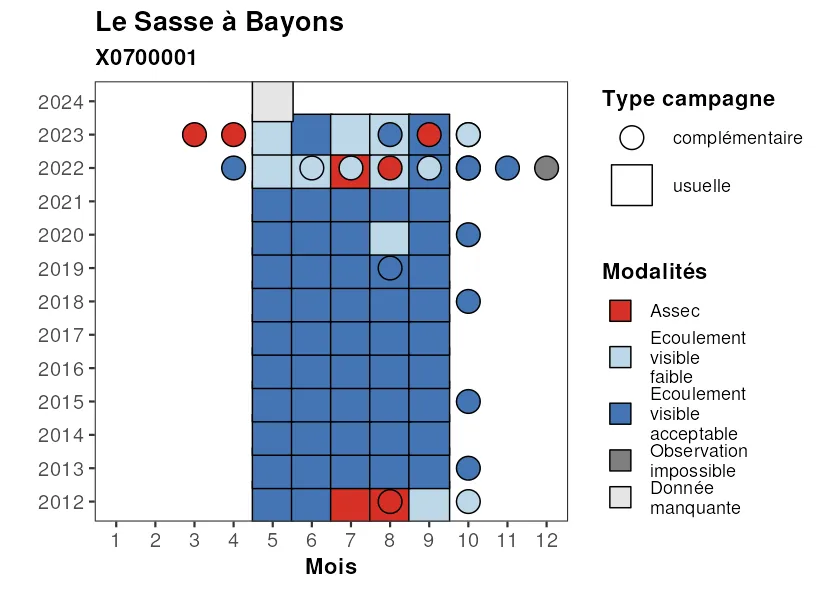 Le Sasse à Bayons
X0700001
2024
2023
2022
2021
2020
2019
2018
2017
2016
2015
2014
2013
2012
1 2 3 4 5 6 7 8 9 10 11 12
Mois
Type campagne
complémentaire
usuelle
Modalités
Assec
Ecoulement
visible
faible
Ecoulement
visible
acceptable
Observation
impossible
Donnée
manquante